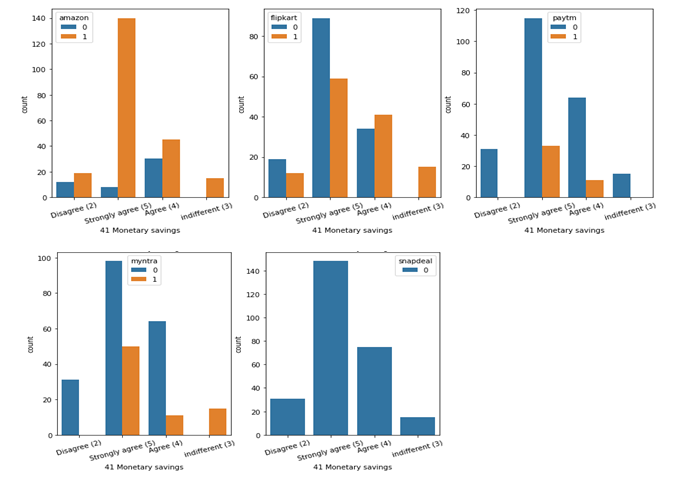 amazon
0
1
140
120
100
80
60
40
20
0
count
Disagree (2)
Strongly agree (5)
Agree (4)
indifferent (3)
41 Monetary savings
flipkart
0
1
80
60
40
20
0
count
Disagree (2)
Strongly agree (5)
Agree (4)
indifferent (3)
41 Monetary savings
paytm
0
1
120
100
80
60
40
20
0
count
Disagree (2)
Strongly agree (5)
Agree (4)
indifferent (3)
41 Monetary savings
myntra
0
1
100
80
60
40
20
0
count
Disagree (2)
Strongly agree (5)
Agree (4)
indifferent (3)
41 Monetary savings
snapdeal
0
140
120
100
80
60
40
20
0
count
Disagree (2)
Strongly agree (5)
Agree (4)
indifferent (3)
41 Monetary savings